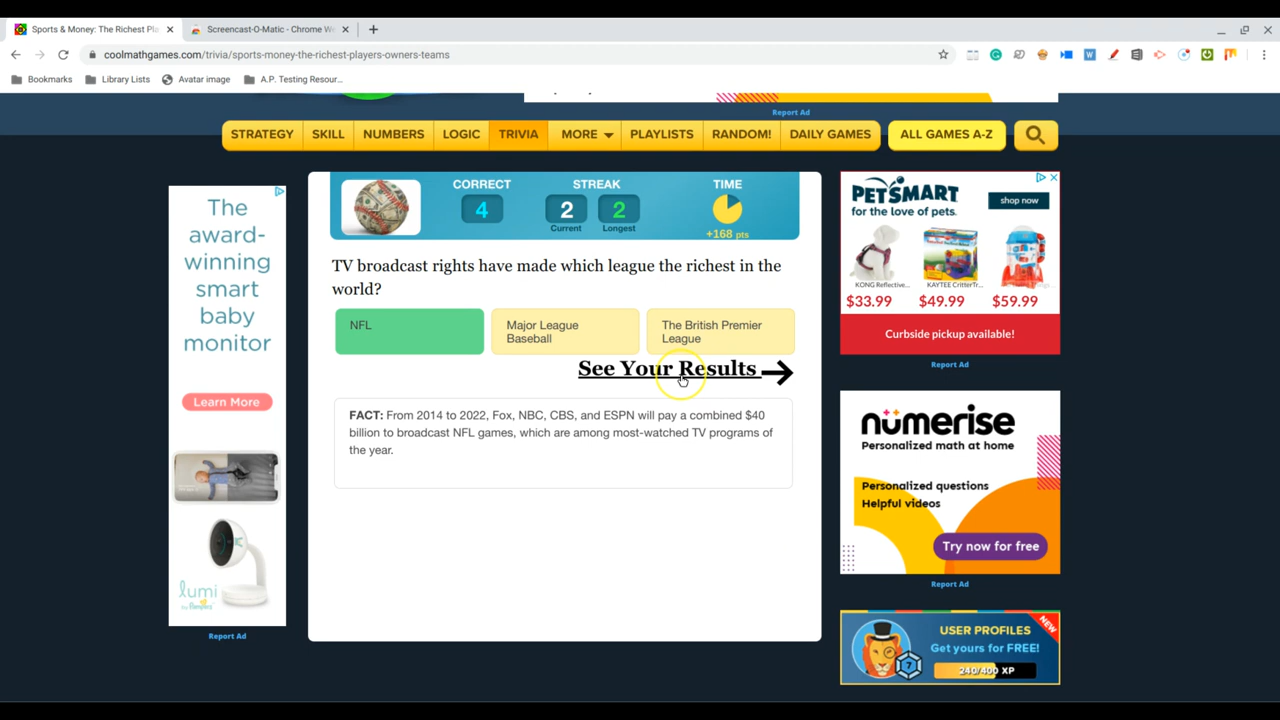 Sports & Money: The Richest Pla
Screencast-O-Matic - Chrome W
coolmathgames.com/trivia/sports-money-the-richest-players-owners-teams
Bookmarks
Library Lists
Avatar image
A.P. Testing Resour...
Report Ad
STRATEGY
SKILL
NUMBERS
LOGIC
TRIVIA
MORE
PLAYLISTS
RANDOM!
DAILY GAMES
ALL GAMES A-Z
The
award-
winning
smart
baby
monitor
Learn More
lumi
by Pampers
Report Ad
CORRECT
4
STREAK
2
Current
2
Longest
TIME
+168 pts
TV broadcast rights have made which league the richest in the
world?
NFL
Major League
Baseball
The British Premier
League
See Your Results
FACT: From 2014 to 2022, Fox, NBC, CBS, and ESPN will pay a combined $40
billion to broadcast NFL games, which are among most-watched TV programs of
the year.
PETSMART
for the love of pets.
shop now
KONG Reflective...
KAYTEE CritterTr...
$33.99
$49.99
$59.99
Curbside pickup available!
Report Ad
numerise
Personalized math at home
Personalized questions
Helpful videos
Try now for free
Report Ad
NEW
USER PROFILES
Get yours for FREE!
7
240/400 XP